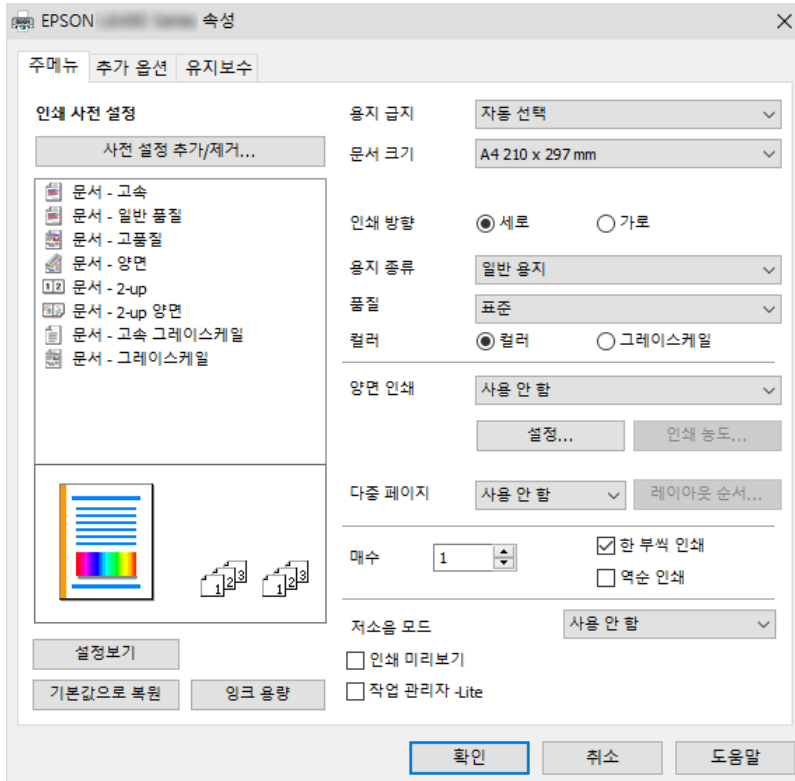 EPSON 속성
주메뉴 추가 옵션 유지보수
인쇄 사전 설정
사전 설정 추가/제거...
문서 - 고속
문서 - 일반 품질
문서 - 고품질
문서 - 양면
문서 - 2-up
문서 - 2-up 양면
문서 - 고속 그레이스케일
문서 - 그레이스케일
1 2 3 1 2 3
설정보기
기본값으로 복원 잉크 용량
용지 급지 자동 선택
문서 크기 A4 210 x 297 mm
인쇄 방향 세로 가로
용지 종류 일반 용지
품질 표준
컬러 컬러 그레이스케일
양면 인쇄 사용 안 함
설정... 인쇄 농도...
다중 페이지 사용 안 함 레이아웃 순서...
매수 1 한 부씩 인쇄
역순 인쇄
저소음 모드 사용 안 함
인쇄 미리보기
작업 관리자 -Lite
확인 취소 도움말